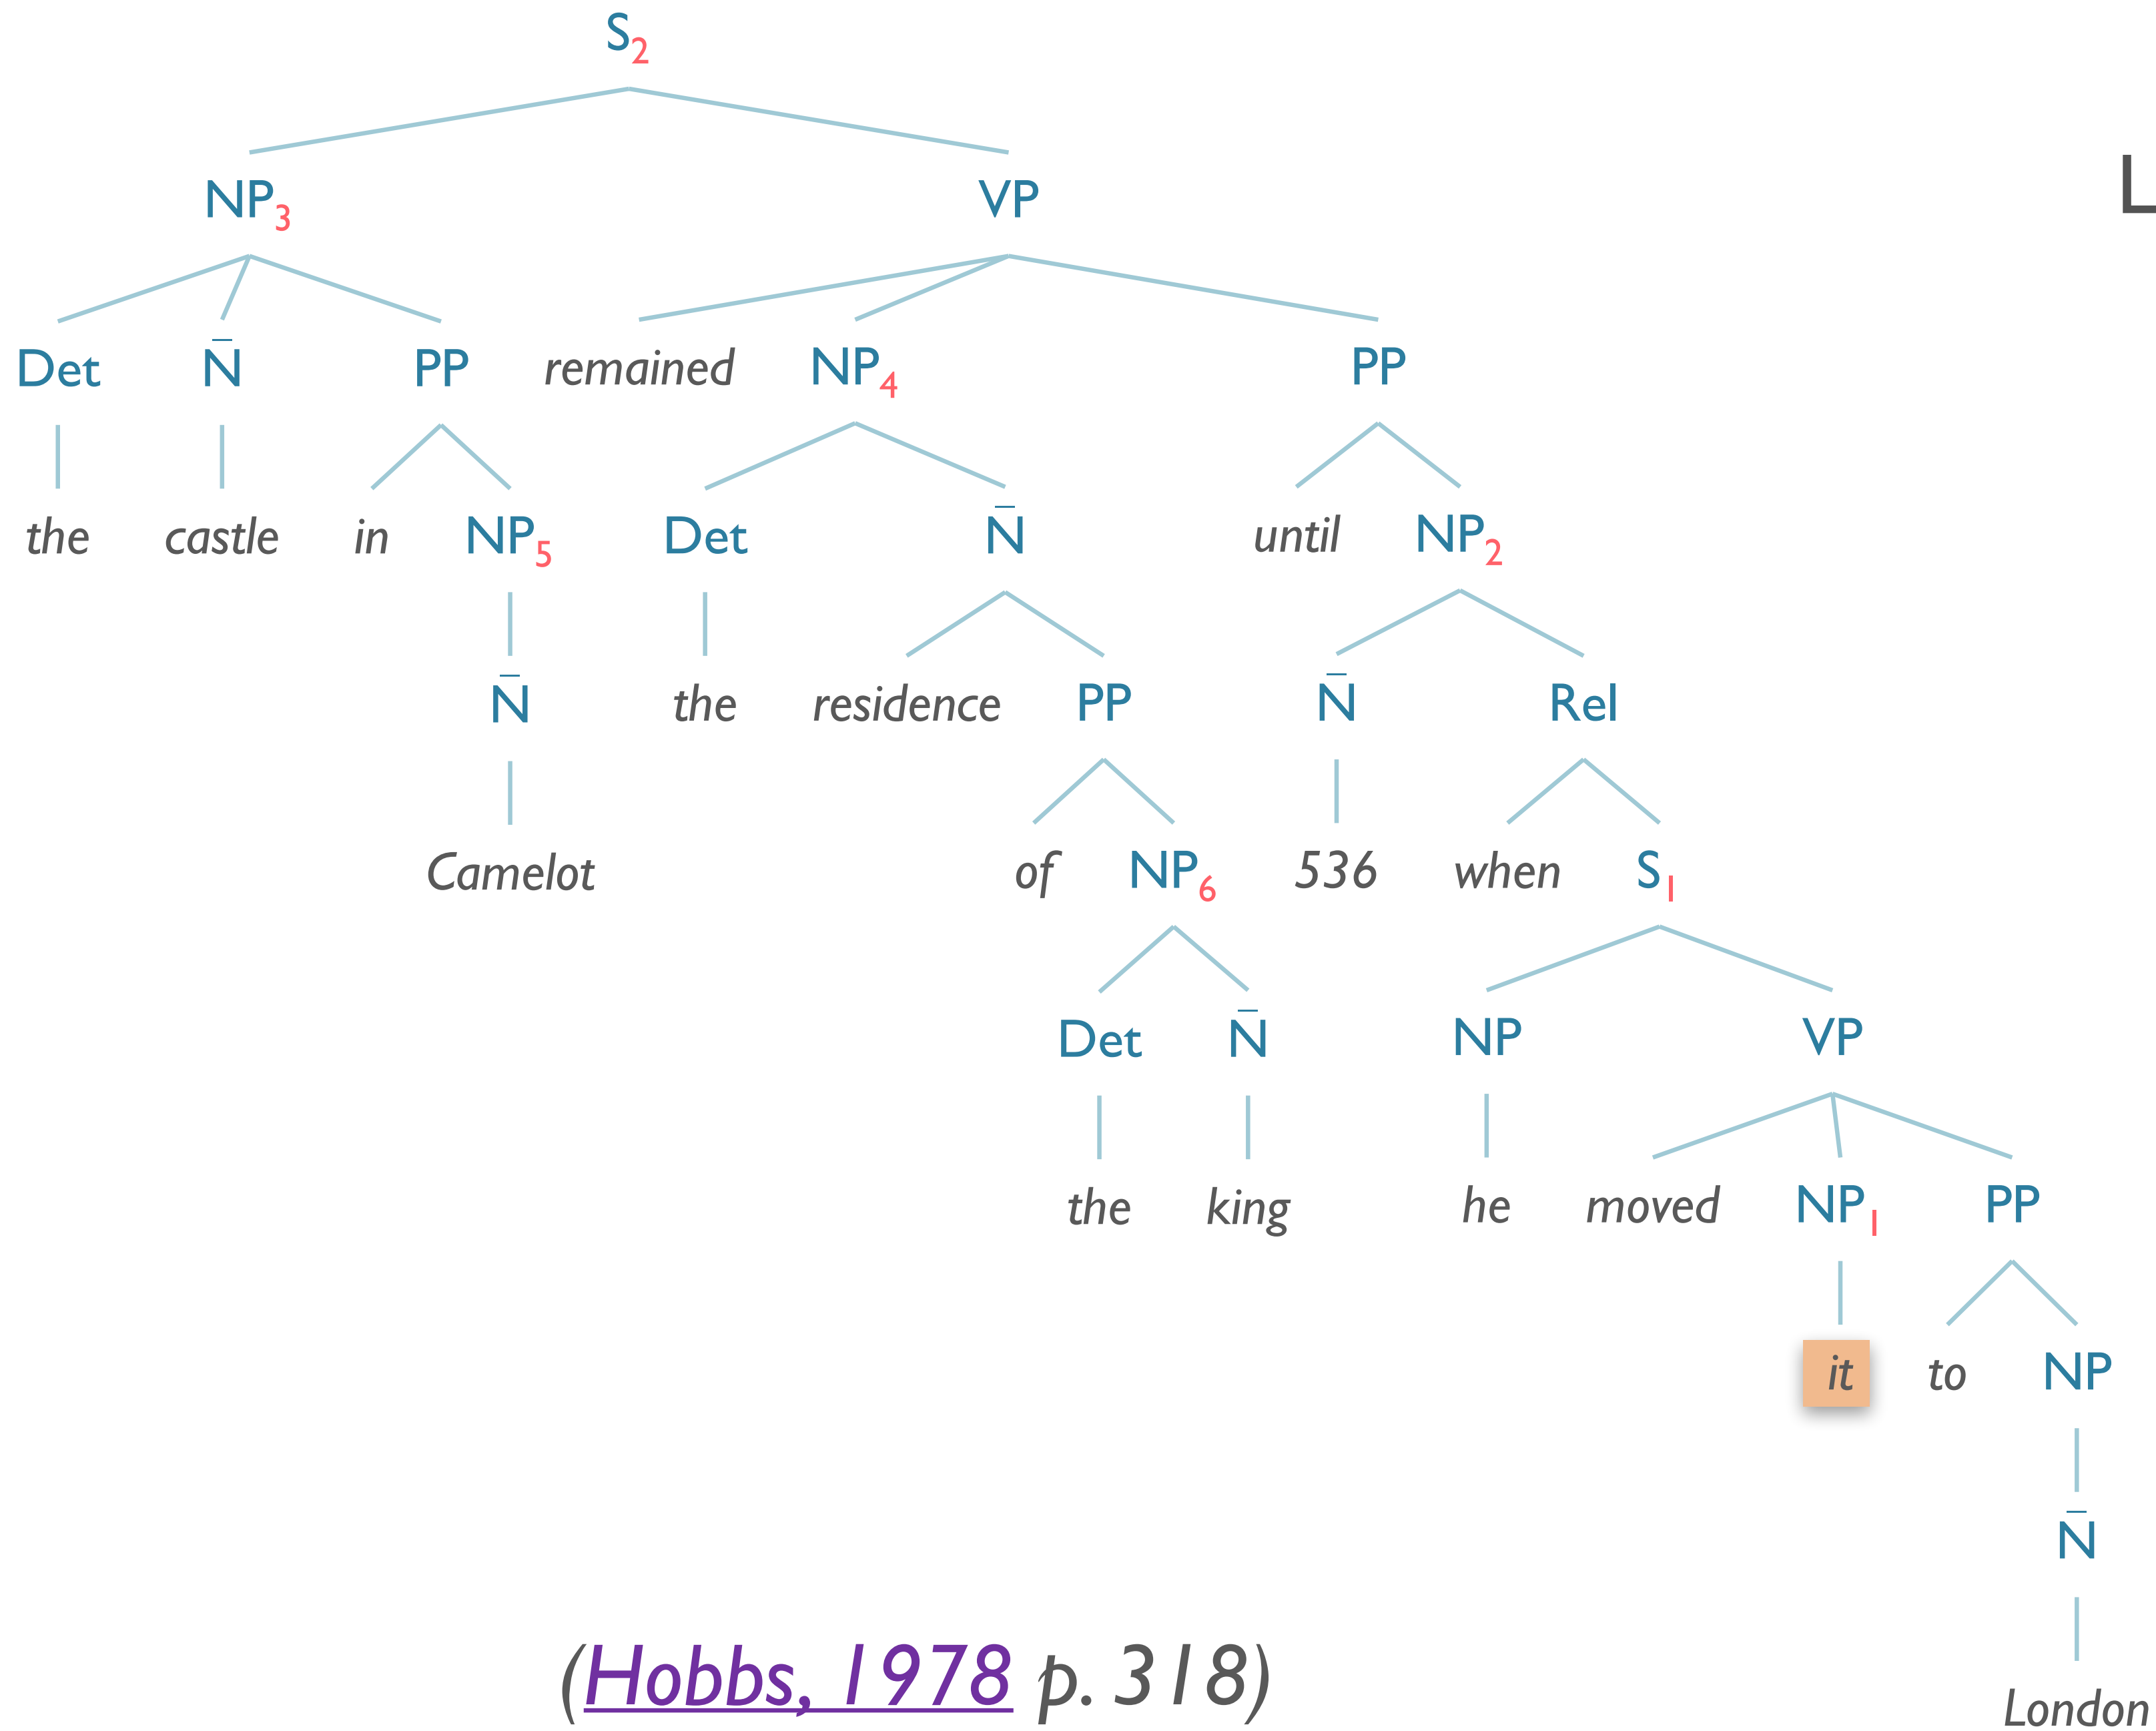 S2
L
NP3 VP
Det N̄ PP remained NP4 PP
the castle in NP5 Det N̄ until NP2
N̄ the residence PP N̄ Rel
Camelot of NP6 536 when S1
Det N̄ NP VP
the king he moved NP1 PP
it to NP
N̄
(Hobbs, 1978 p. 318)
London